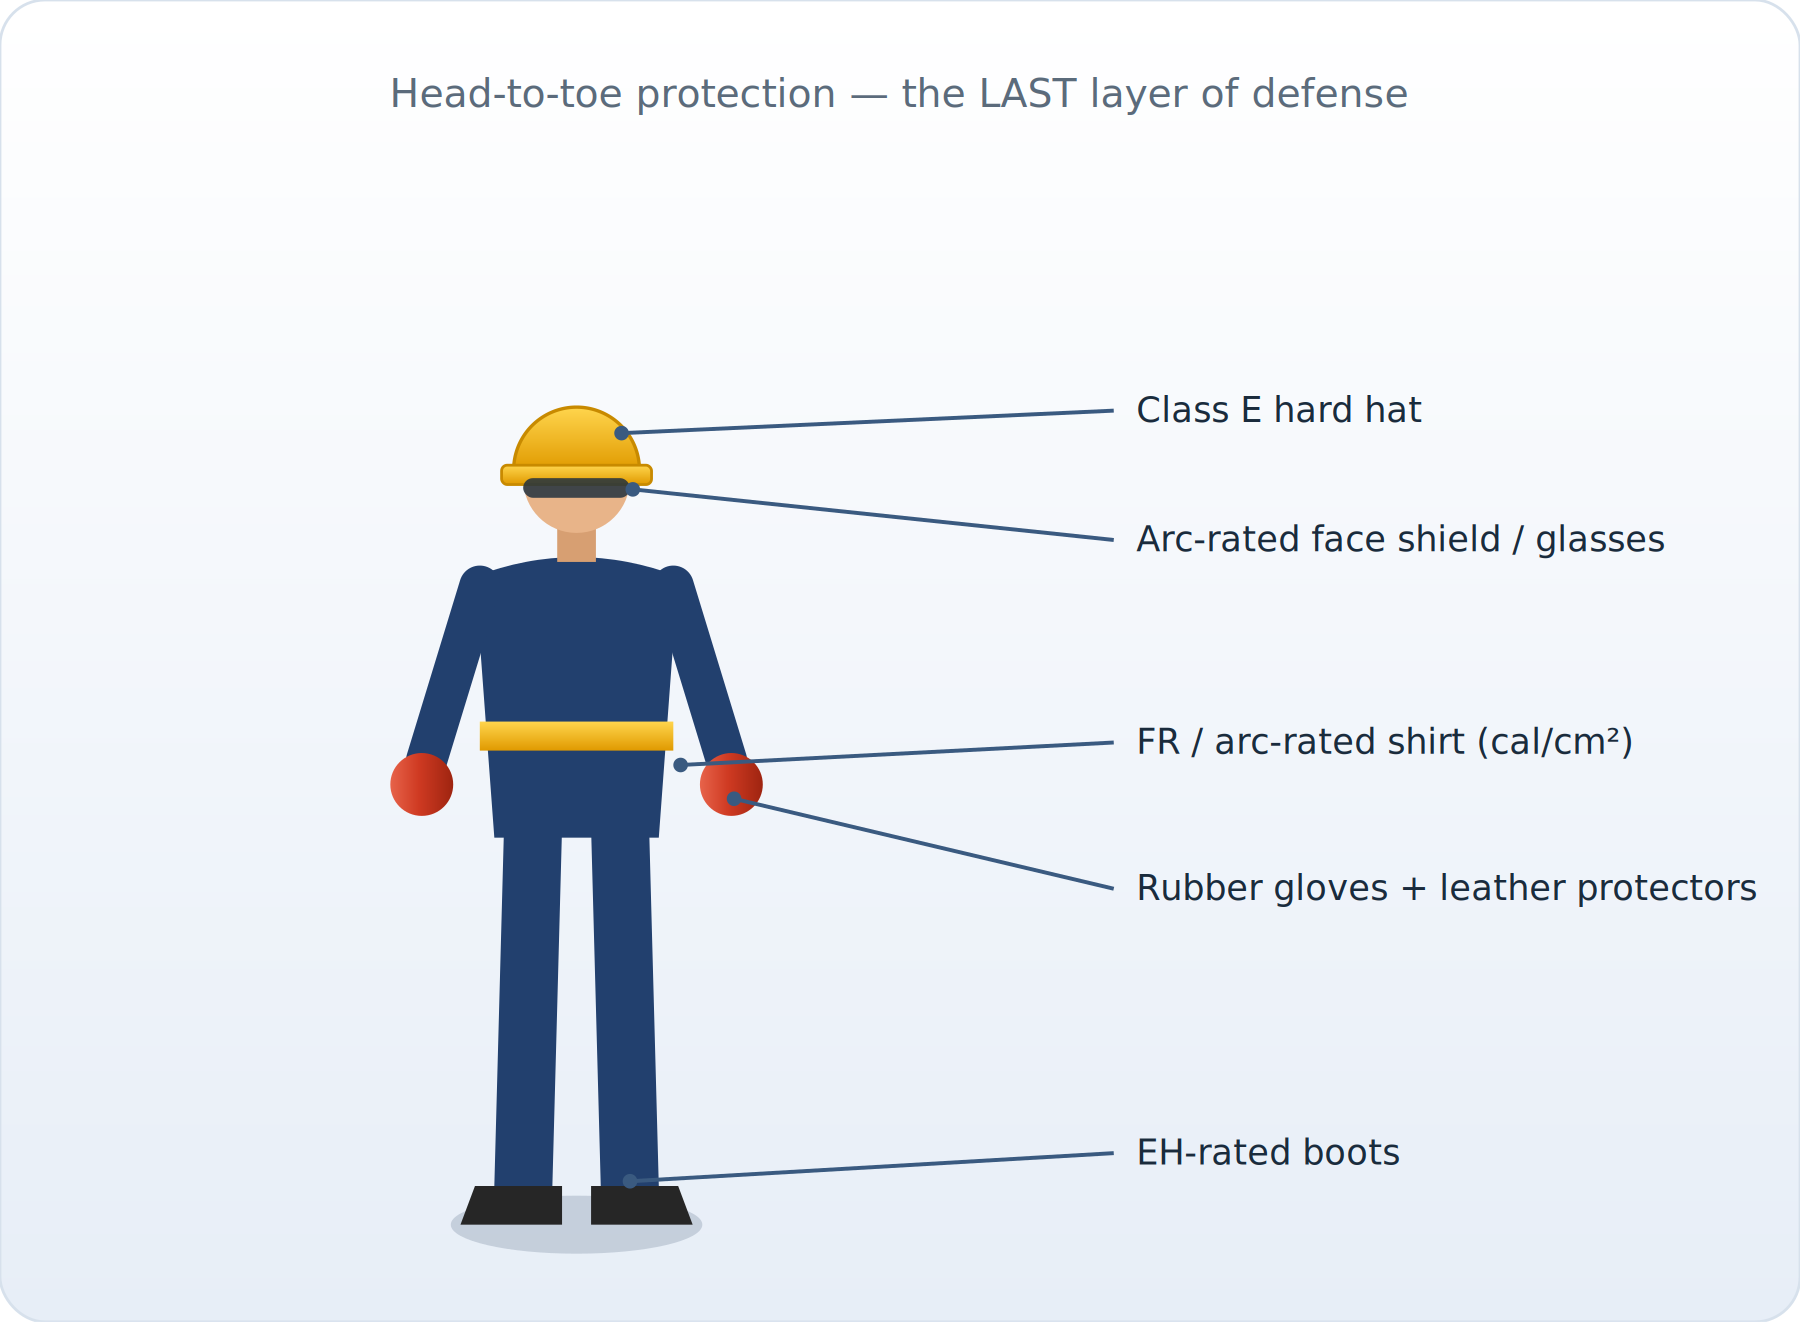 Head-to-toe protection — the LAST layer of defense
Class E hard hat
Arc-rated face shield / glasses
FR / arc-rated shirt (cal/cm²)
Rubber gloves + leather protectors
EH-rated boots